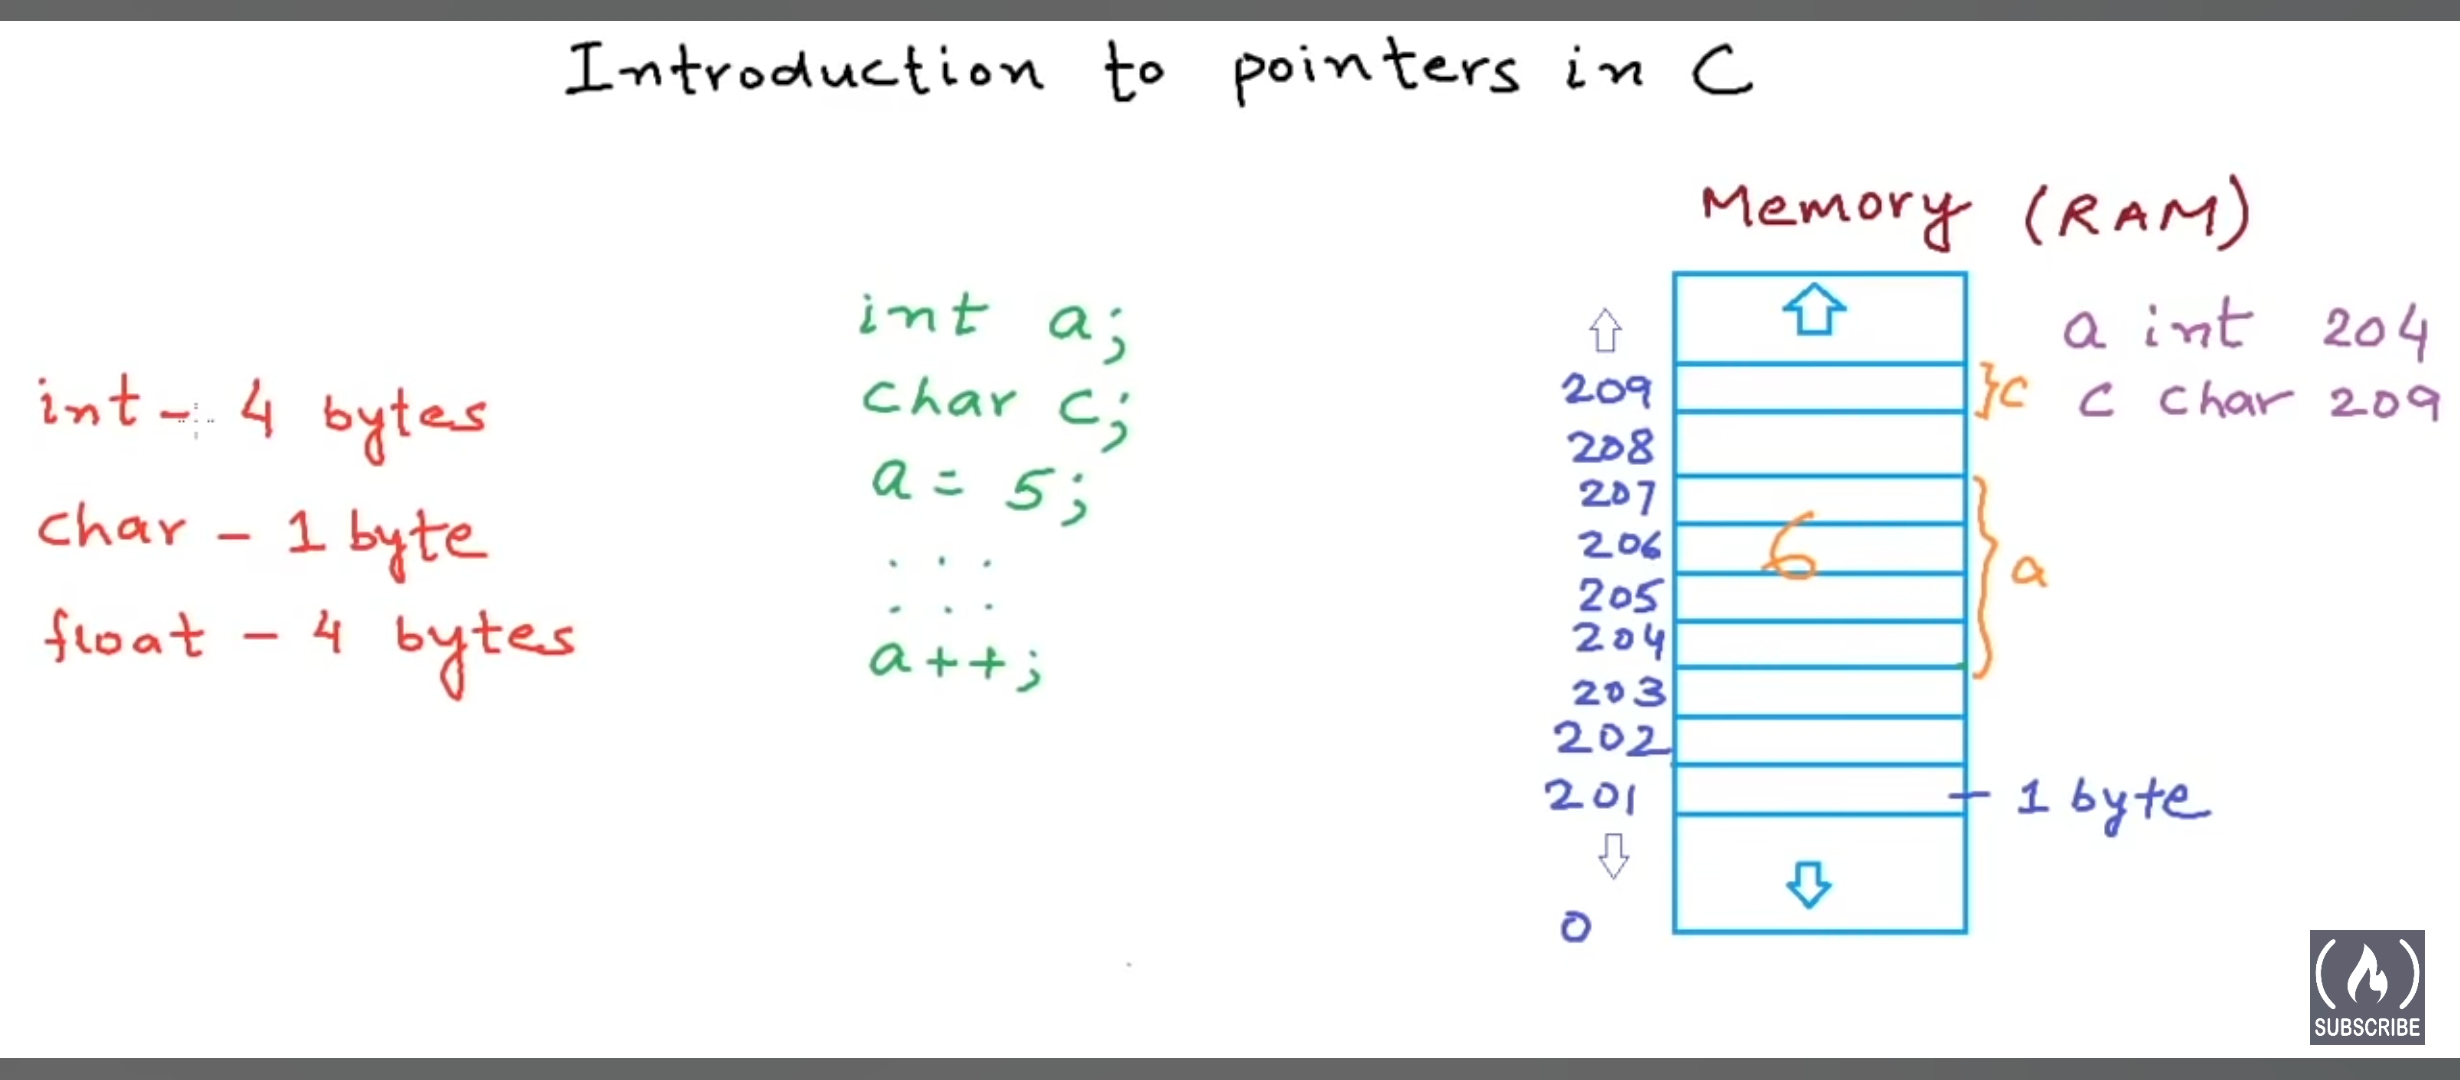 Introduction to pointers in C
int - 4 bytes
char - 1 byte
float - 4 bytes
int a;
char c;
a = 5;
. . .
. . .
a++;
Memory (RAM)
a int 204
c char 209
209
208
207
206
205
204
203
202
201
0
6
c
a
1 byte
SUBSCRIBE